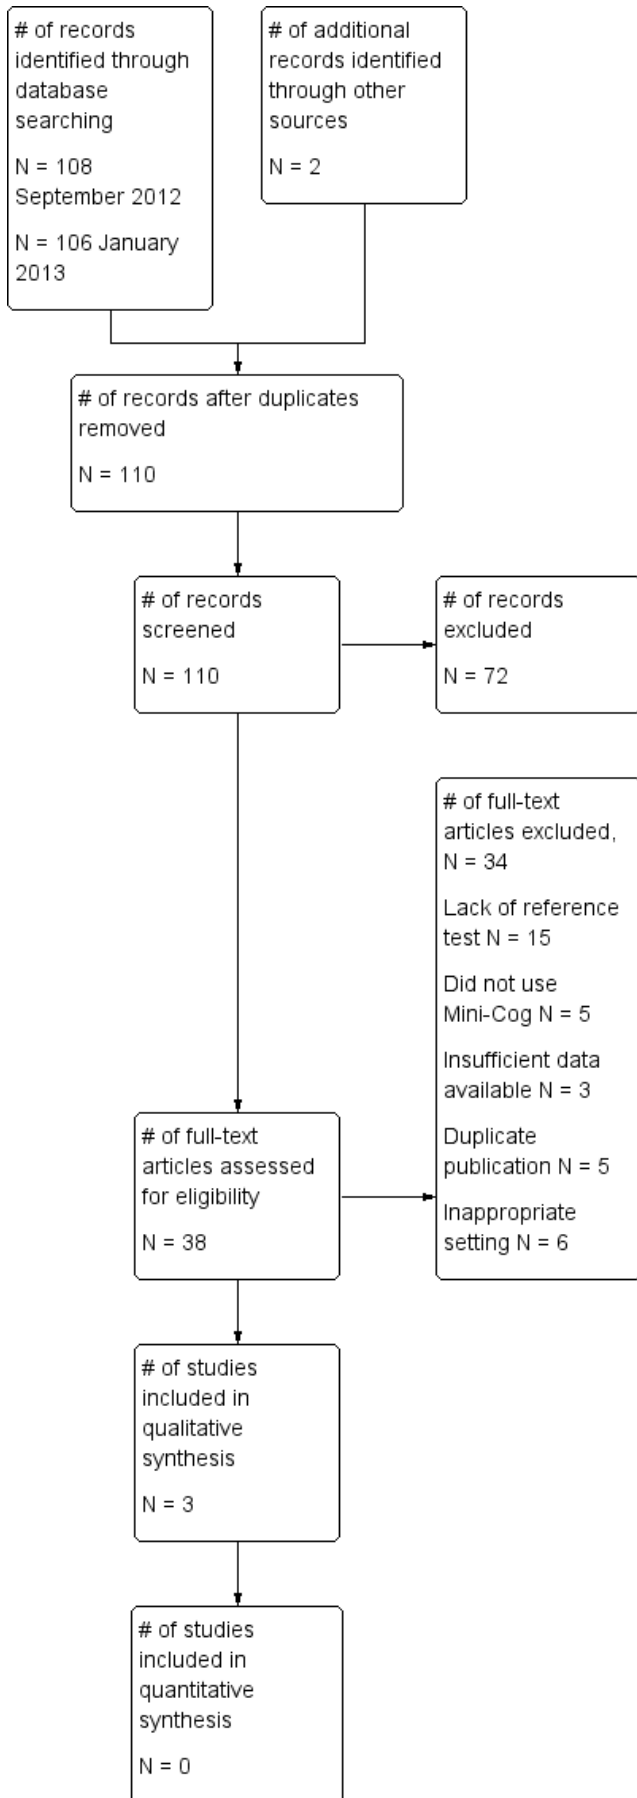 # of records
identified through
database
searching
N = 108
September 2012
N = 106 January
2013
# of additional
records identified
through other
sources
N = 2
# of records after duplicates
removed
N = 110
# of records
screened
N = 110
# of records
excluded
N = 72
# of full-text
articles excluded,
N = 34
Lack of reference
test N = 15
Did not use
Mini-Cog N = 5
Insufficient data
available N = 3
Duplicate
publication N = 5
Inappropriate
setting N = 6
# of full-text
articles assessed
for eligibility
N = 38
# of studies
included in
qualitative
synthesis
N = 3
# of studies
included in
quantitative
synthesis
N = 0